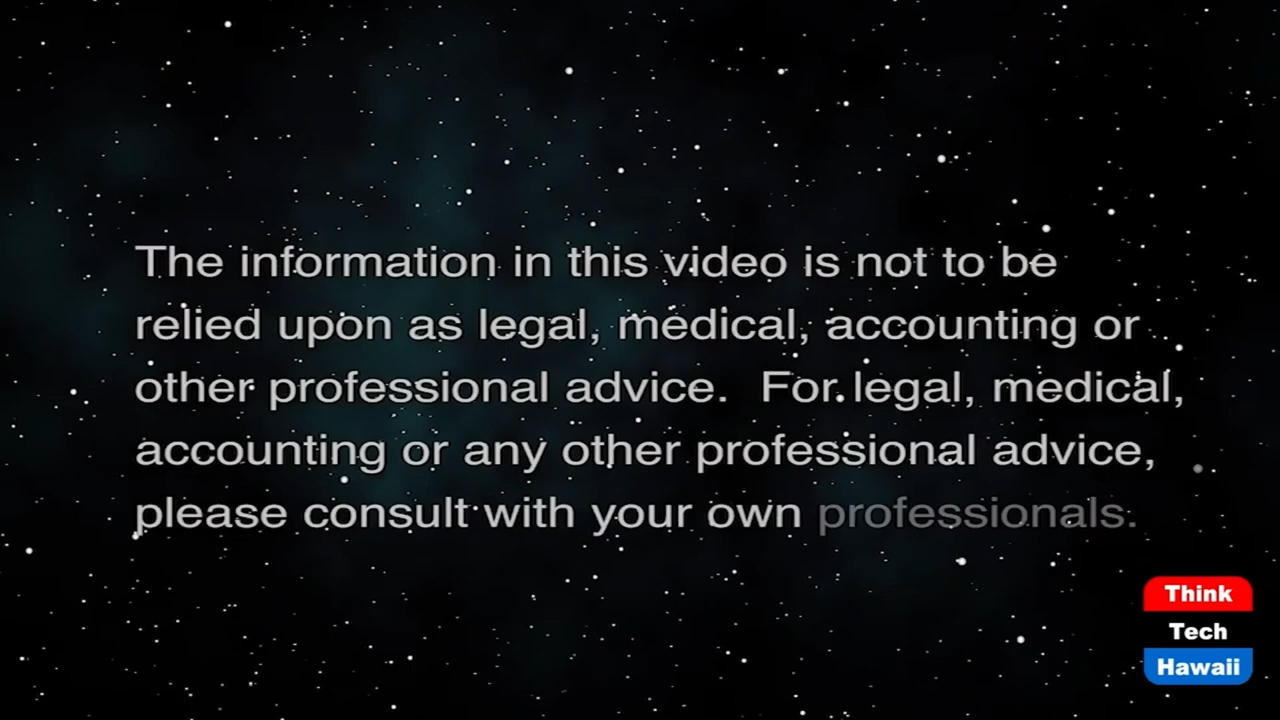 The information in this video is not to be
relied upon as legal, medical, accounting or
other professional advice.  For legal, medical,
accounting or any other professional advice,
please consult with your own professionals.
Think
Tech
Hawaii